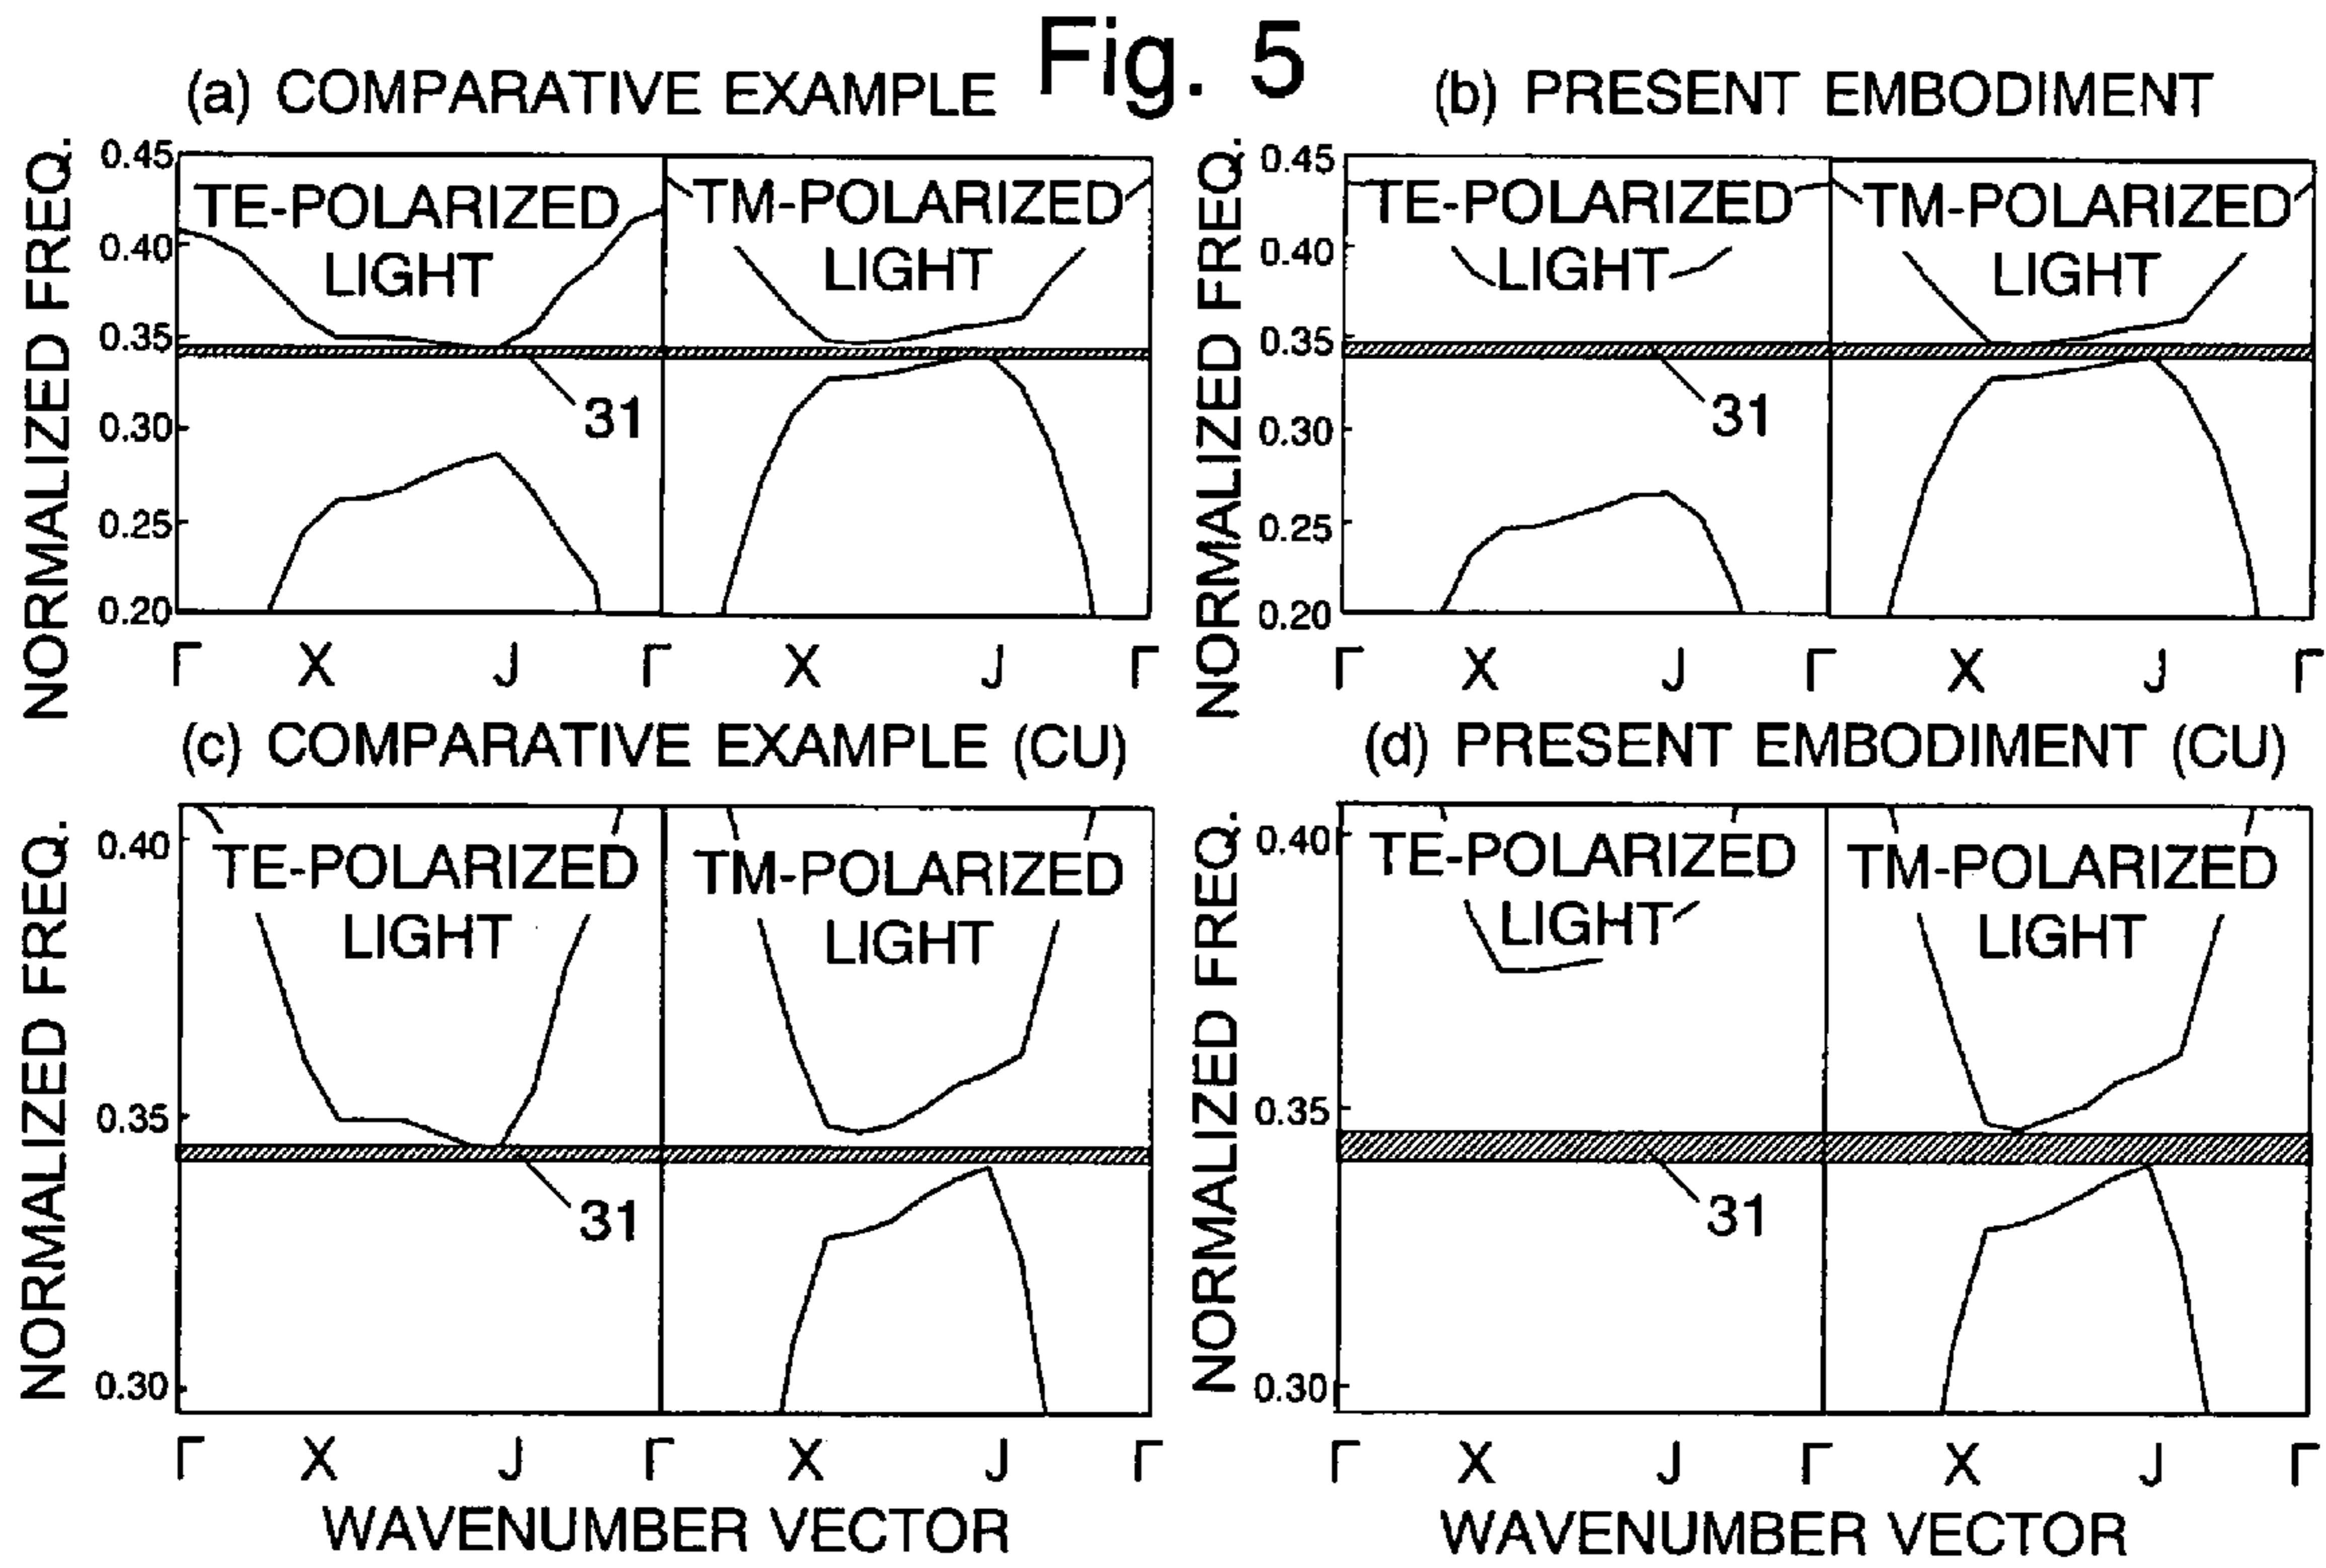 Fig. 5
(a) COMPARATIVE EXAMPLE
NORMALIZED FREQ.
0.45
0.40
0.35
0.30
0.25
0.20
TE-POLARIZED
LIGHT
TM-POLARIZED
LIGHT
31
Γ X J Γ X J Γ
(b) PRESENT EMBODIMENT
NORMALIZED FREQ.
0.45
0.40
0.35
0.30
0.25
0.20
TE-POLARIZED
LIGHT
TM-POLARIZED
LIGHT
31
Γ X J Γ X J Γ
(c) COMPARATIVE EXAMPLE (CU)
NORMALIZED FREQ.
0.40
0.35
0.30
TE-POLARIZED
LIGHT
TM-POLARIZED
LIGHT
31
Γ X J Γ X J Γ
WAVENUMBER VECTOR
(d) PRESENT EMBODIMENT (CU)
NORMALIZED FREQ.
0.40
0.35
0.30
TE-POLARIZED
LIGHT
TM-POLARIZED
LIGHT
31
Γ X J Γ X J Γ
WAVENUMBER VECTOR